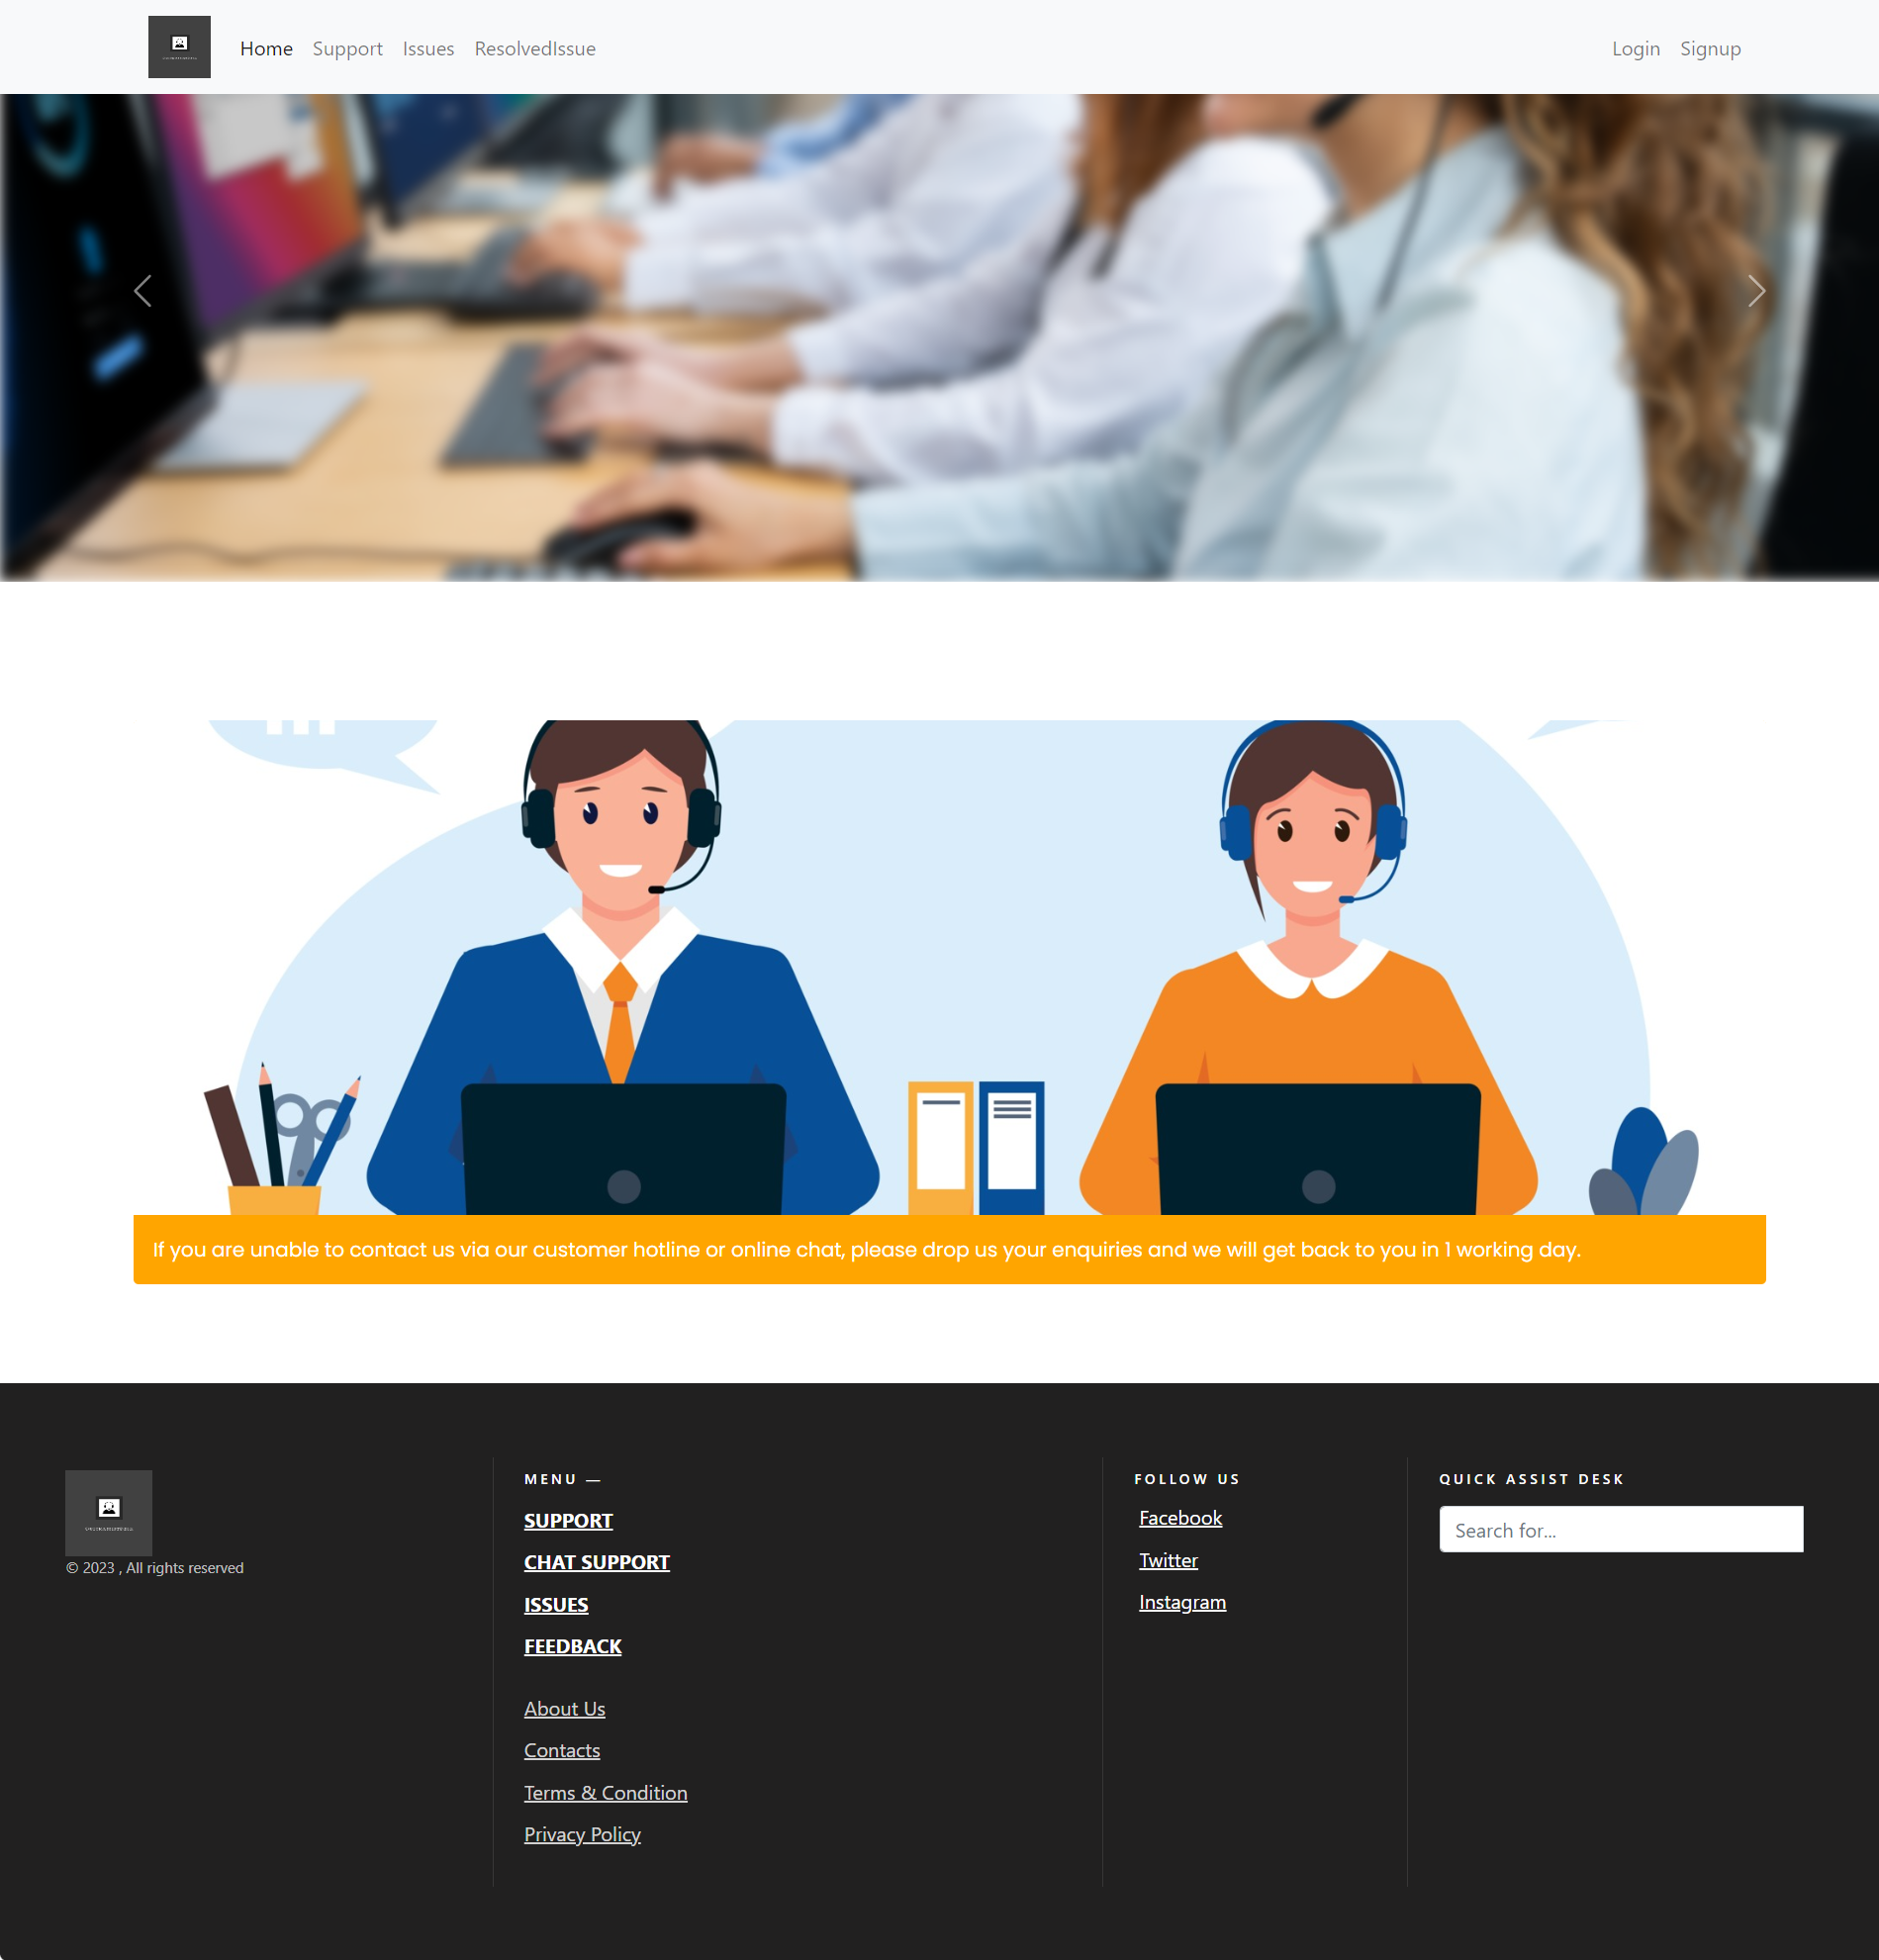 Home Support Issues ResolvedIssue Login Signup
If you are unable to contact us via our customer hotline or online chat, please drop us your enquiries and we will get back to you in 1 working day.
© 2023 , All rights reserved
MENU —
SUPPORT
CHAT SUPPORT
ISSUES
FEEDBACK
About Us
Contacts
Terms & Condition
Privacy Policy
FOLLOW US
Facebook
Twitter
Instagram
QUICK ASSIST DESK
Search for...